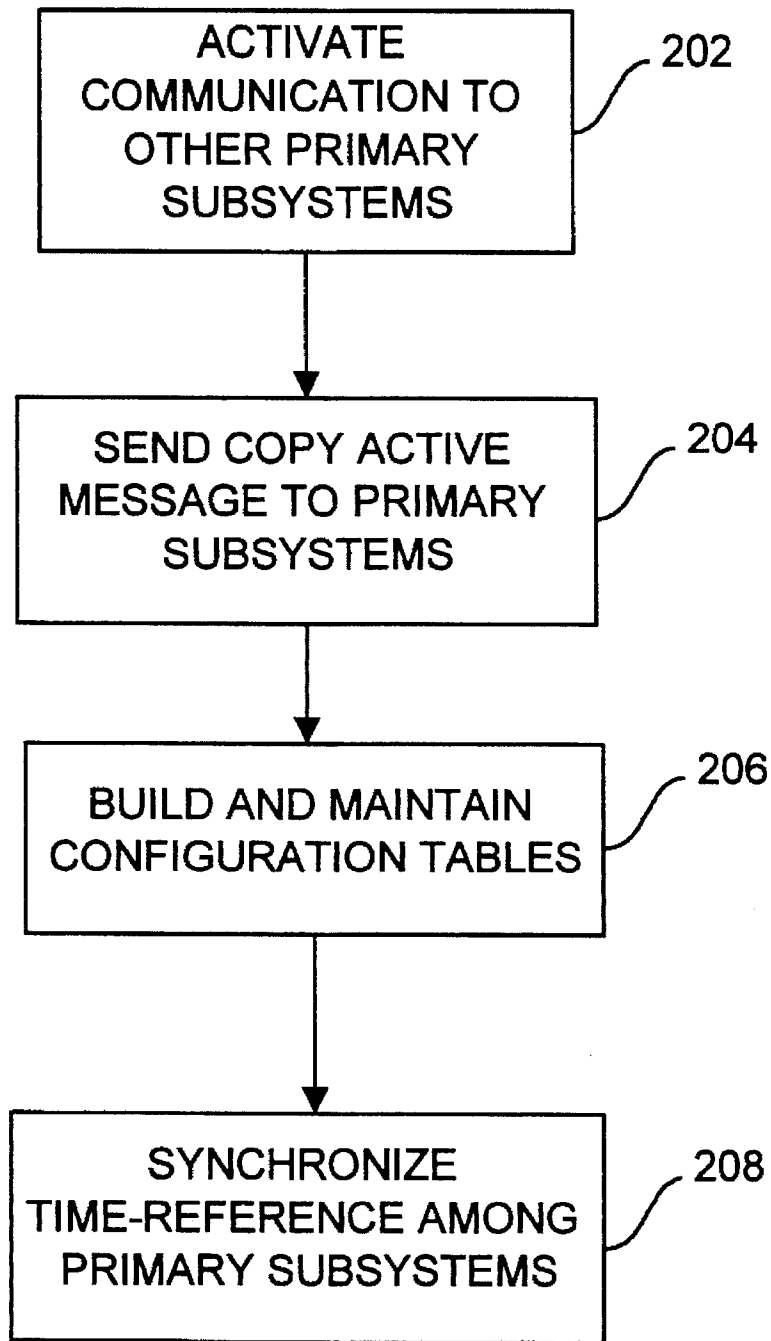 ACTIVATE
COMMUNICATION TO
OTHER PRIMARY
SUBSYSTEMS
202
SEND COPY ACTIVE
MESSAGE TO PRIMARY
SUBSYSTEMS
204
BUILD AND MAINTAIN
CONFIGURATION TABLES
206
SYNCHRONIZE
TIME-REFERENCE AMONG
PRIMARY SUBSYSTEMS
208